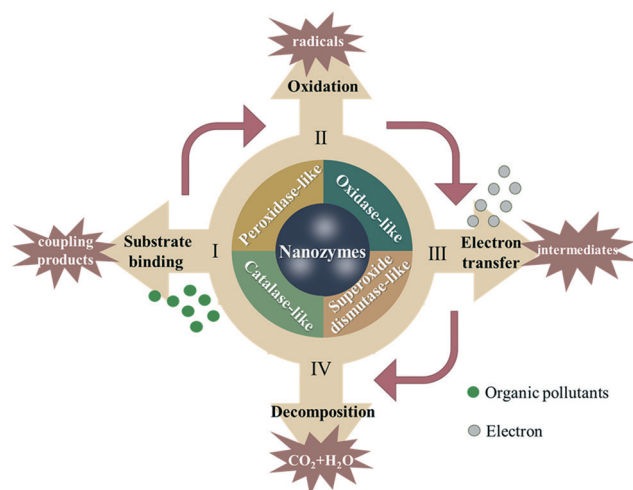 radicals
Oxidation
II
Peroxidase-like
Oxidase-like
coupling
products
Substrate
binding
I
Nanozymes
III
Electron
transfer
intermediates
Catalase-like
Superoxide
dismutase-like
IV
Decomposition
CO₂+H₂O
Organic pollutants
Electron